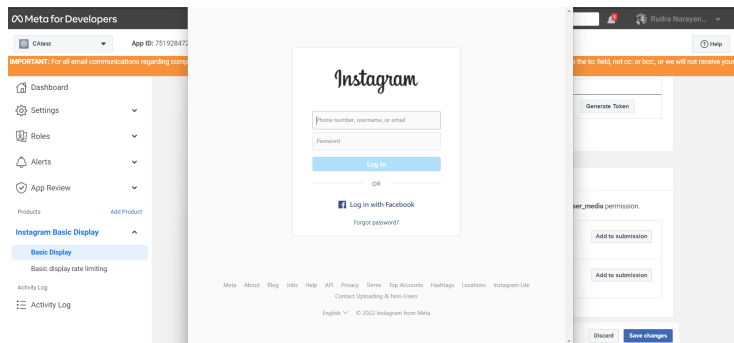 Meta for Developers
Rudra Narayan...
CAtest
App ID: 751928472
Help
IMPORTANT: For all email communications regarding comp
n the to: field, not cc: or bcc:, or we will not receive your
Dashboard
Settings
Roles
Alerts
App Review
Products
Add Product
Instagram Basic Display
Basic Display
Basic display rate limiting
Activity Log
Activity Log
Instagram
Phone number, username, or email
Password
Log In
OR
Log in with Facebook
Forgot password?
Meta About Blog Jobs Help API Privacy Terms Top Accounts Hashtags Locations Instagram Lite
Contact Uploading & Non-Users
English © 2022 Instagram from Meta
Generate Token
ser_media permission.
Add to submission
Add to submission
Discard
Save changes